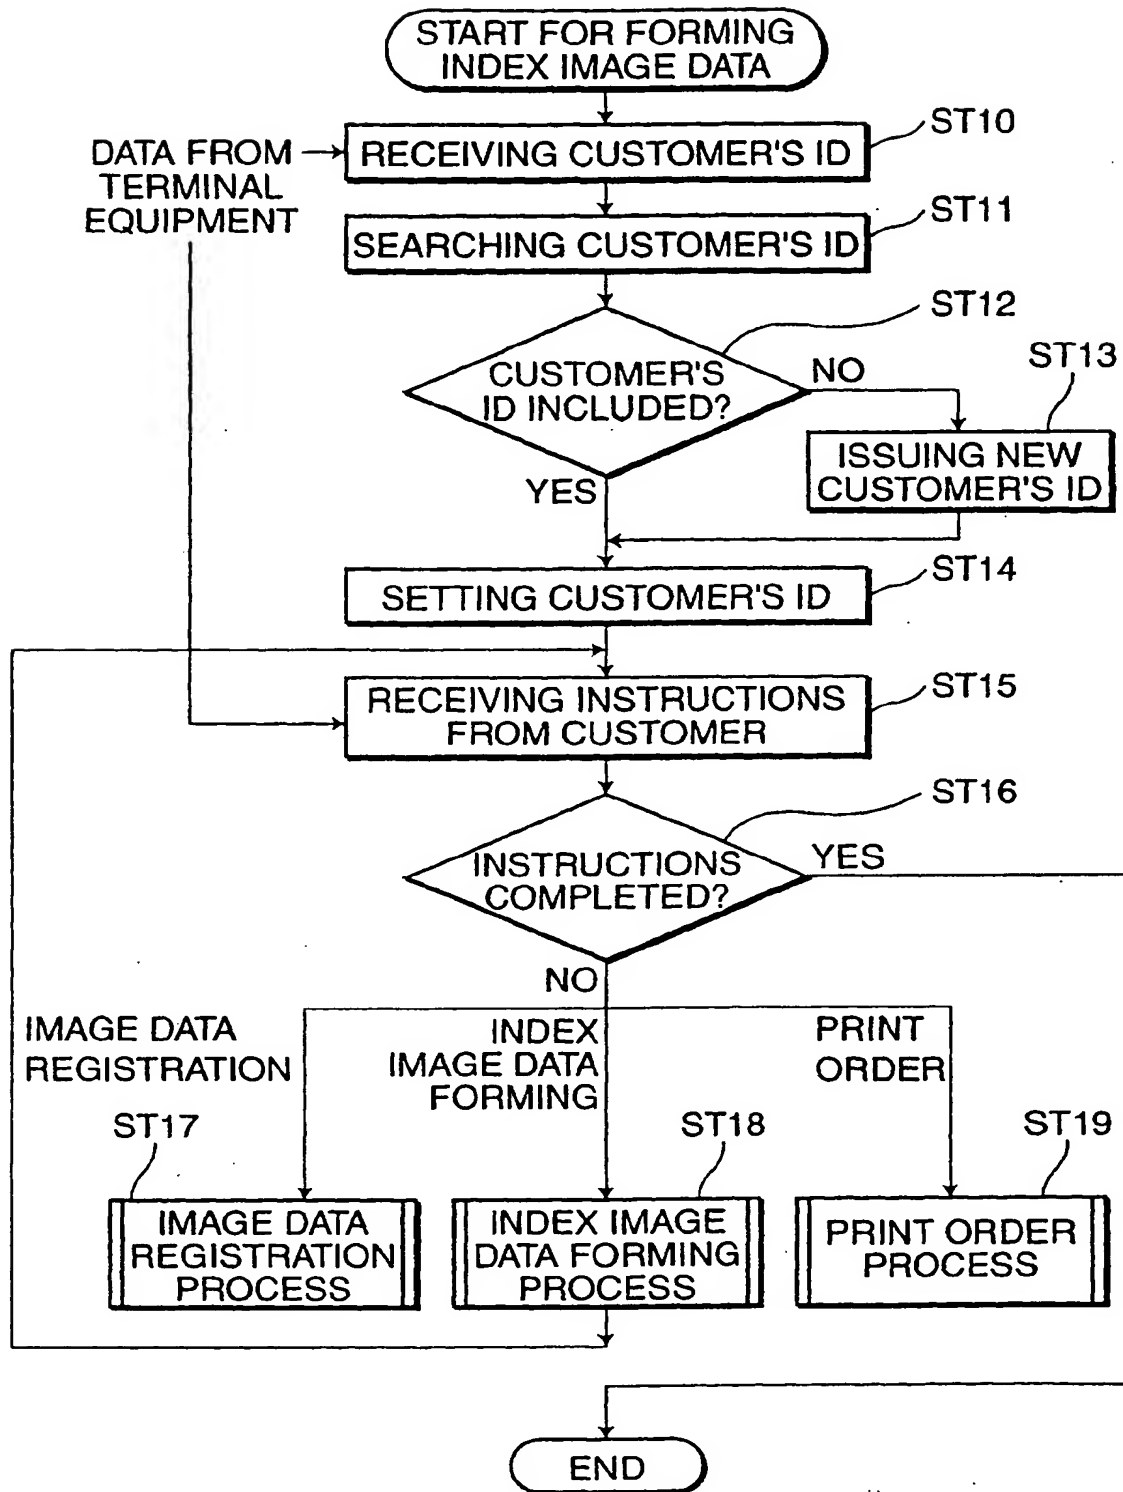 START FOR FORMING
INDEX IMAGE DATA
ST10
DATA FROM
TERMINAL
EQUIPMENT
RECEIVING CUSTOMER'S ID
ST11
SEARCHING CUSTOMER'S ID
ST12
CUSTOMER'S
ID INCLUDED?
NO
ST13
ISSUING NEW
CUSTOMER'S ID
YES
ST14
SETTING CUSTOMER'S ID
ST15
RECEIVING INSTRUCTIONS
FROM CUSTOMER
ST16
INSTRUCTIONS
COMPLETED?
YES
NO
IMAGE DATA
REGISTRATION
INDEX
IMAGE DATA
FORMING
PRINT
ORDER
ST17
ST18
ST19
IMAGE DATA
REGISTRATION
PROCESS
INDEX IMAGE
DATA FORMING
PROCESS
PRINT ORDER
PROCESS
END